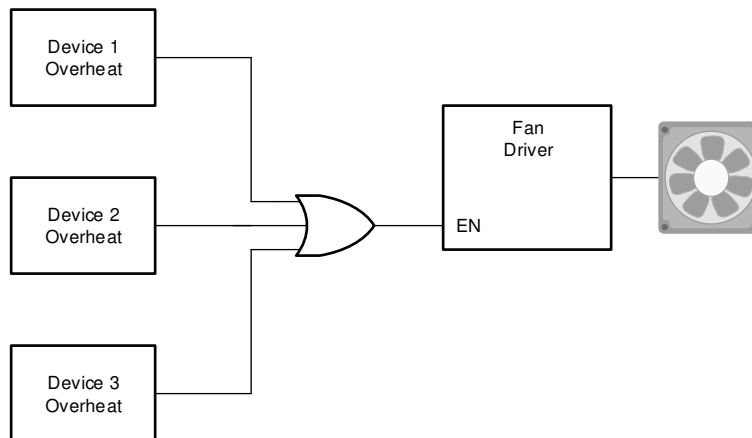 Device 1
Overheat
Fan
Driver
Device 2
Overheat
EN
Device 3
Overheat